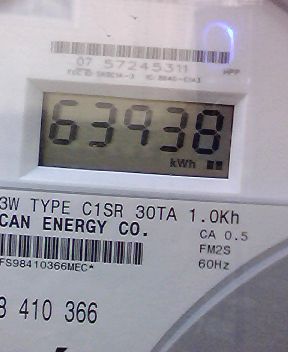 07 57245311
63938
kWh
3W TYPE C1SR 30TA 1.0Kh
CAN ENERGY CO.
CA 0.5
FM2S
60Hz
FS98410366MEC*
8 410 366